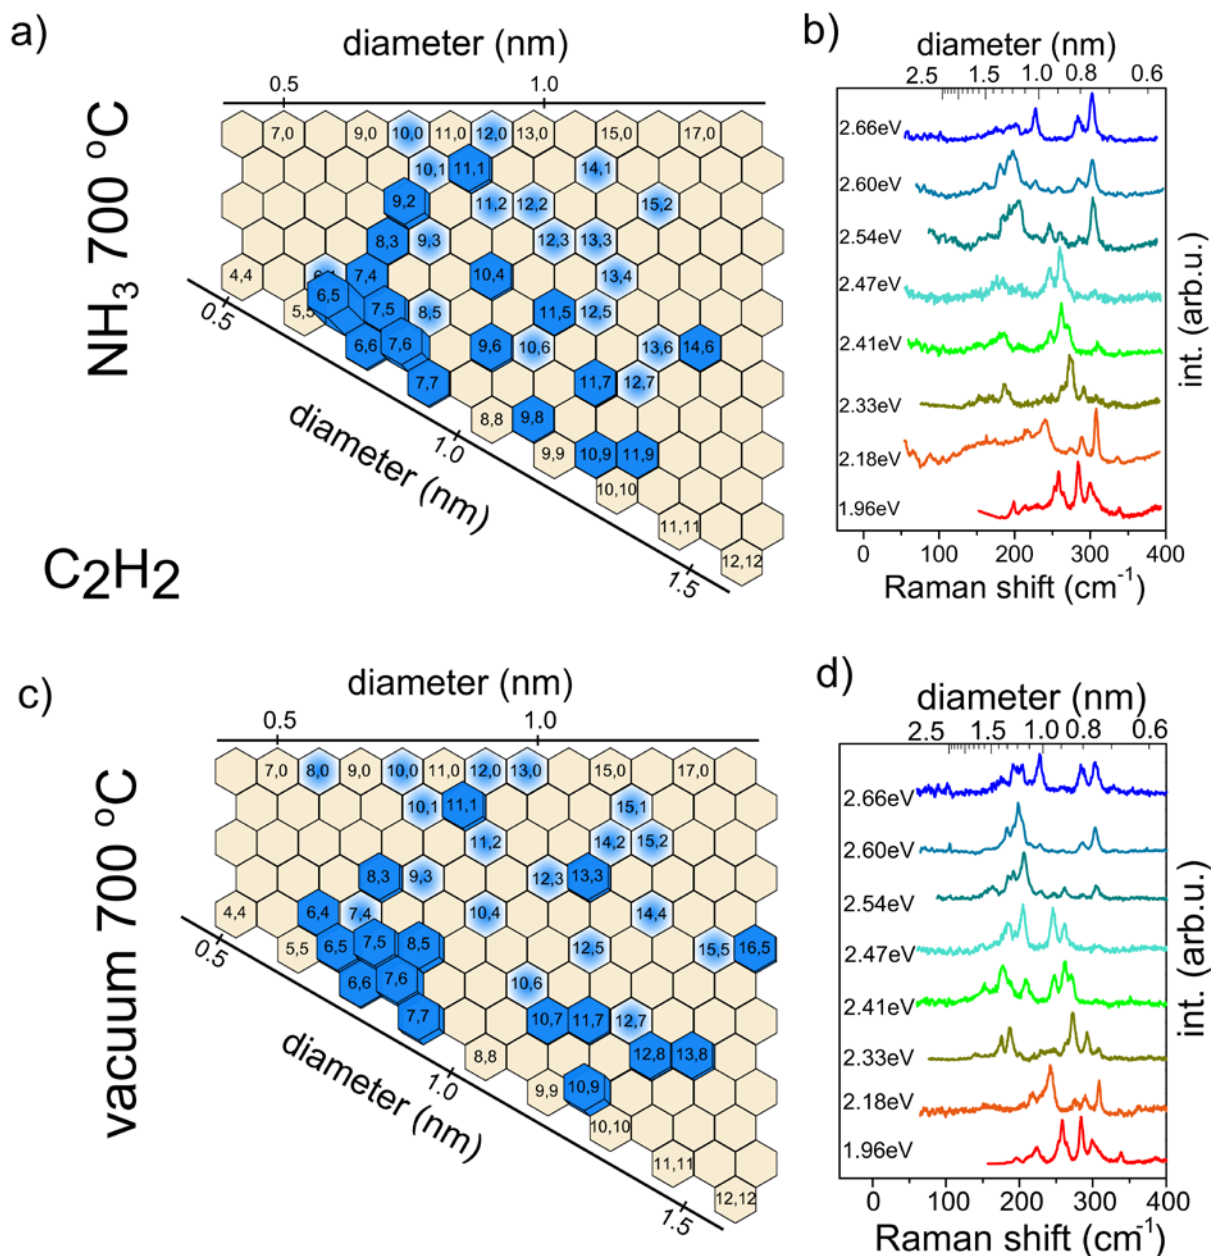 a)
diameter (nm)
0.5 1.0
NH3 700 ºC
7,0 9,0 10,0 11,0 12,0 13,0 15,0 17,0
10,1 11,1 14,1
9,2 11,2 12,2 15,2
8,3 9,3 12,3 13,3
4,4 7,4 10,4 13,4
5,5 6,5 7,5 8,5 11,5 12,5
6,6 7,6 9,6 10,6 13,6 14,6
7,7 11,7 12,7
8,8 9,8
9,9 10,9 11,9
10,10
11,11
12,12
0.5 1.0 1.5
diameter (nm)
b)
diameter (nm)
2.5 1.5 1.0 0.8 0.6
2.66eV
2.60eV
2.54eV
2.47eV
2.41eV
2.33eV
2.18eV
1.96eV
int. (arb.u.)
0 100 200 300 400
Raman shift (cm-1)
C2H2
c)
diameter (nm)
0.5 1.0
vacuum 700 ºC
7,0 8,0 9,0 10,0 11,0 12,0 13,0 15,0 17,0
10,1 11,1 15,1
11,2 14,2 15,2
8,3 9,3 12,3 13,3
4,4 6,4 7,4 10,4 14,4
5,5 6,5 7,5 8,5 12,5 15,5 16,5
6,6 7,6 10,6
7,7 10,7 11,7 12,7
8,8 12,8 13,8
9,9 10,9
10,10
11,11
12,12
0.5 1.0 1.5
diameter (nm)
d)
diameter (nm)
2.5 1.5 1.0 0.8 0.6
2.66eV
2.60eV
2.54eV
2.47eV
2.41eV
2.33eV
2.18eV
1.96eV
int. (arb.u.)
0 100 200 300 400
Raman shift (cm-1)